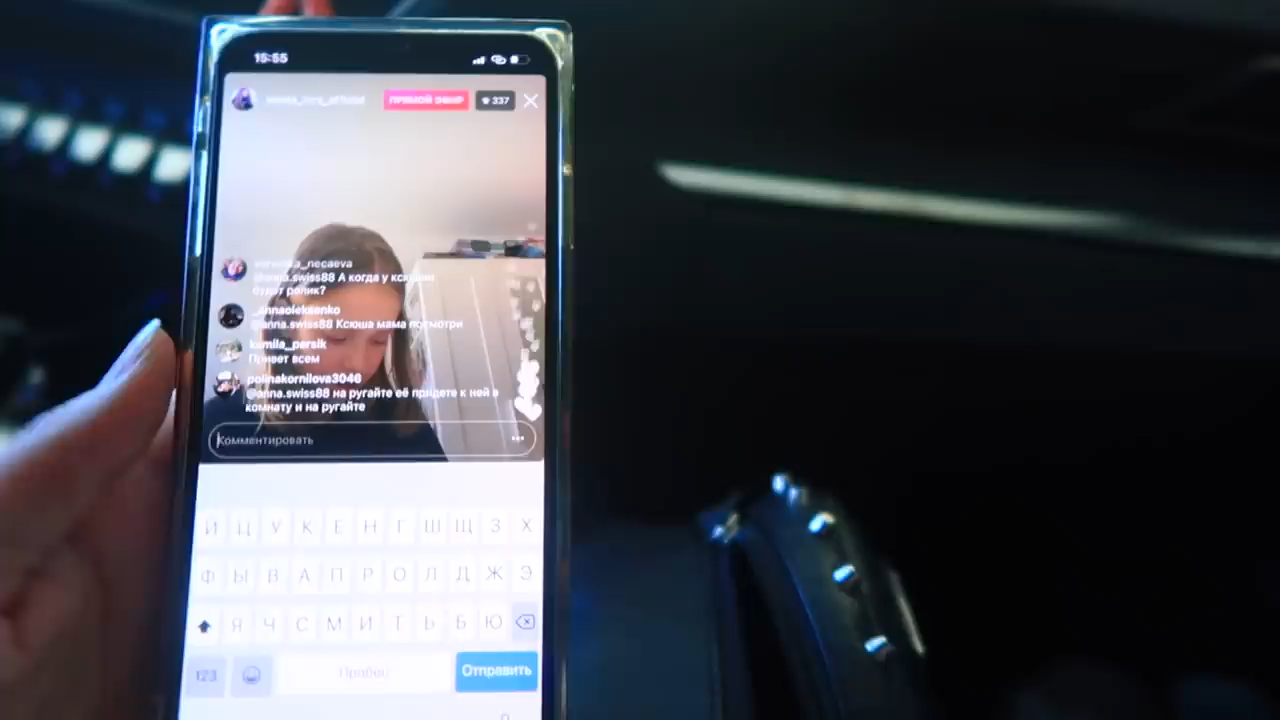 15:55
ПРЯМОЙ ЭФИР
337
@anna.swiss88 А когда у ксюши
будет ролик?
_annaoleksenko
@anna.swiss88 Ксюша мама посмотри
kamila_persik
Привет всем
polinakornilova3046
@anna.swiss88 на ругайте её придете к ней в
комнату и на ругайте
Комментировать
Й Ц У К Е Н Г Ш Щ З Х
Ф Ы В А П Р О Л Д Ж Э
Я Ч С М И Т Ь Б Ю
123
Пробел
Отправить